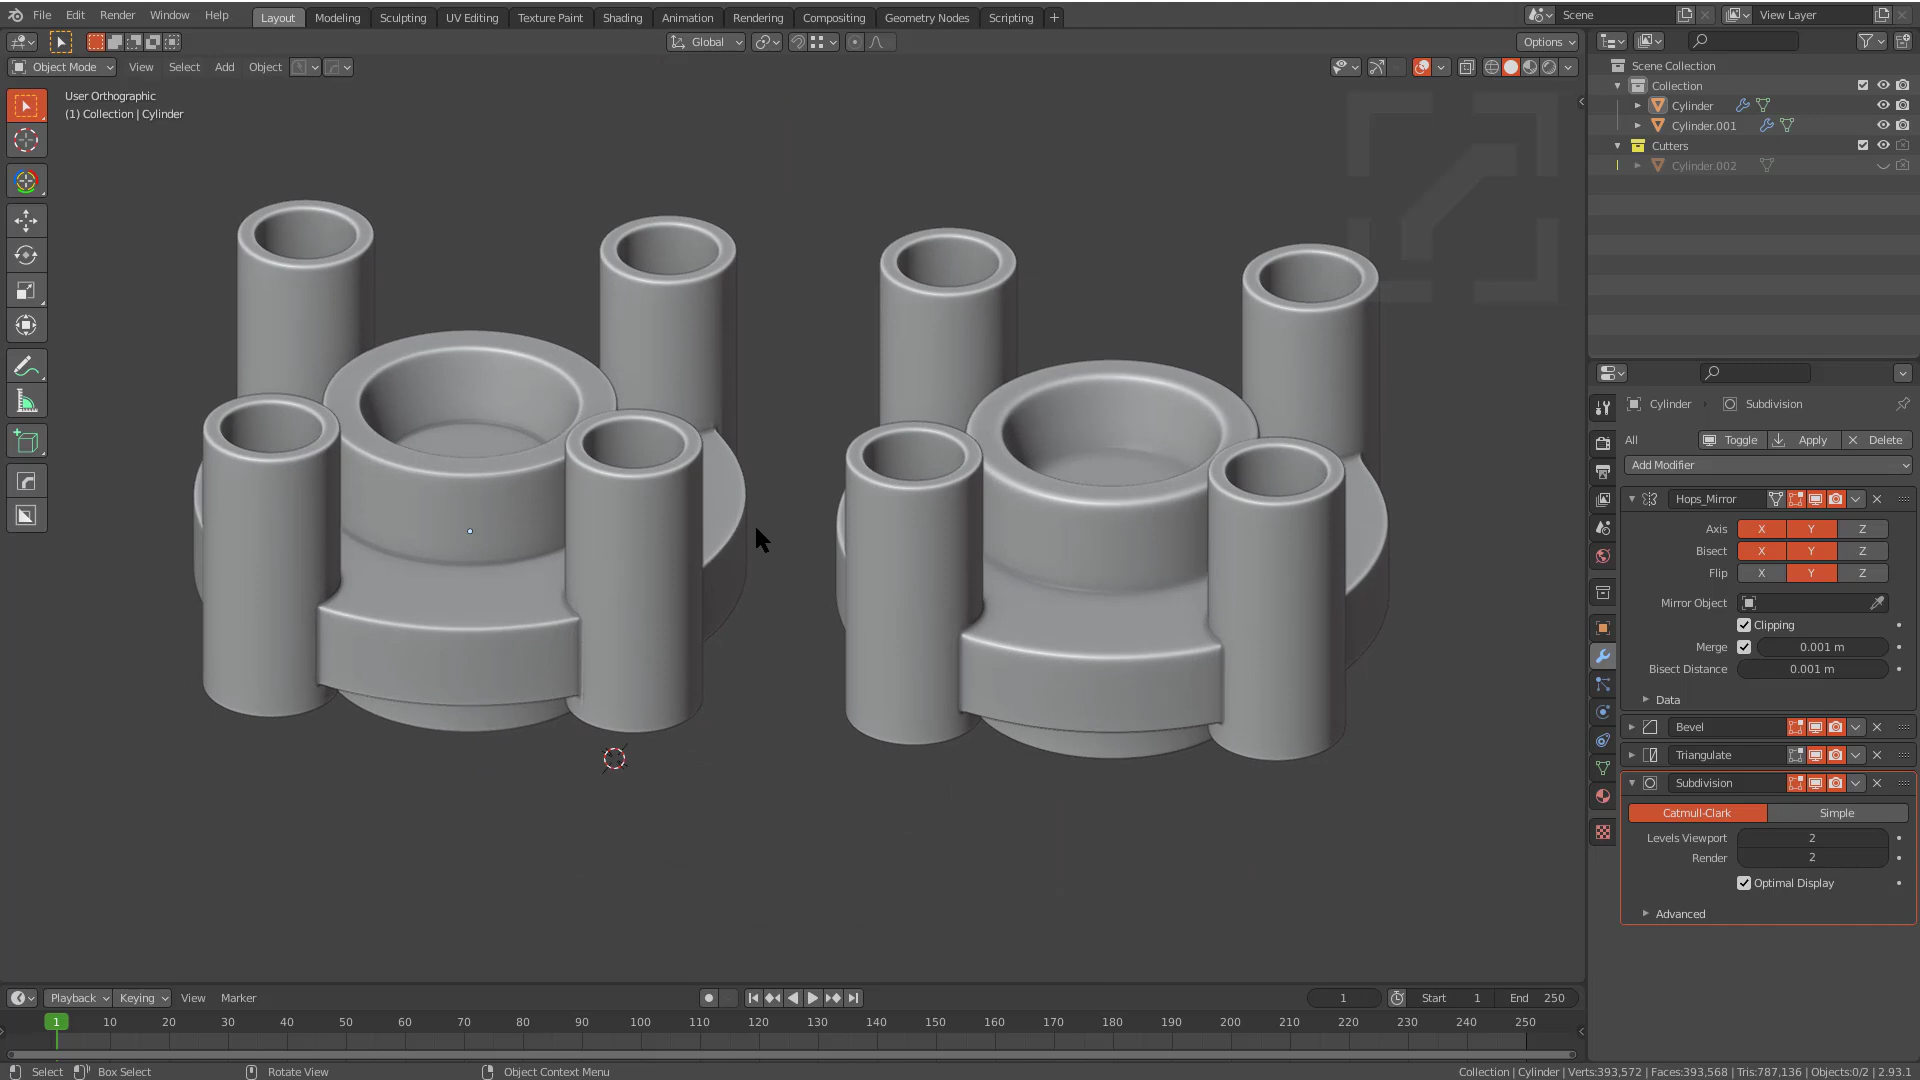 File Edit Render Window Help Layout Modeling Sculpting UV Editing Texture Paint Shading Animation Rendering Compositing Geometry Nodes Scripting + Scene View Layer
Global Options
Object Mode View Select Add Object
User Orthographic
(1) Collection | Cylinder
Scene Collection
Collection
Cylinder
Cylinder.001
Cutters
Cylinder.002
Cylinder Subdivision
All Toggle Apply Delete
Add Modifier
Hops_Mirror
Axis X Y Z
Bisect X Y Z
Flip X Y Z
Mirror Object
Clipping
Merge 0.001 m
Bisect Distance 0.001 m
Data
Bevel
Triangulate
Subdivision
Catmull-Clark Simple
Levels Viewport 2
Render 2
Optimal Display
Advanced
Playback Keying View Marker 1 Start 1 End 250
1 10 20 30 40 50 60 70 80 90 100 110 120 130 140 150 160 170 180 190 200 210 220 230 240 250
Select Box Select Rotate View Object Context Menu Collection | Cylinder | Verts:393,572 | Faces:393,568 | Tris:787,136 | Objects:0/2 | 2.93.1